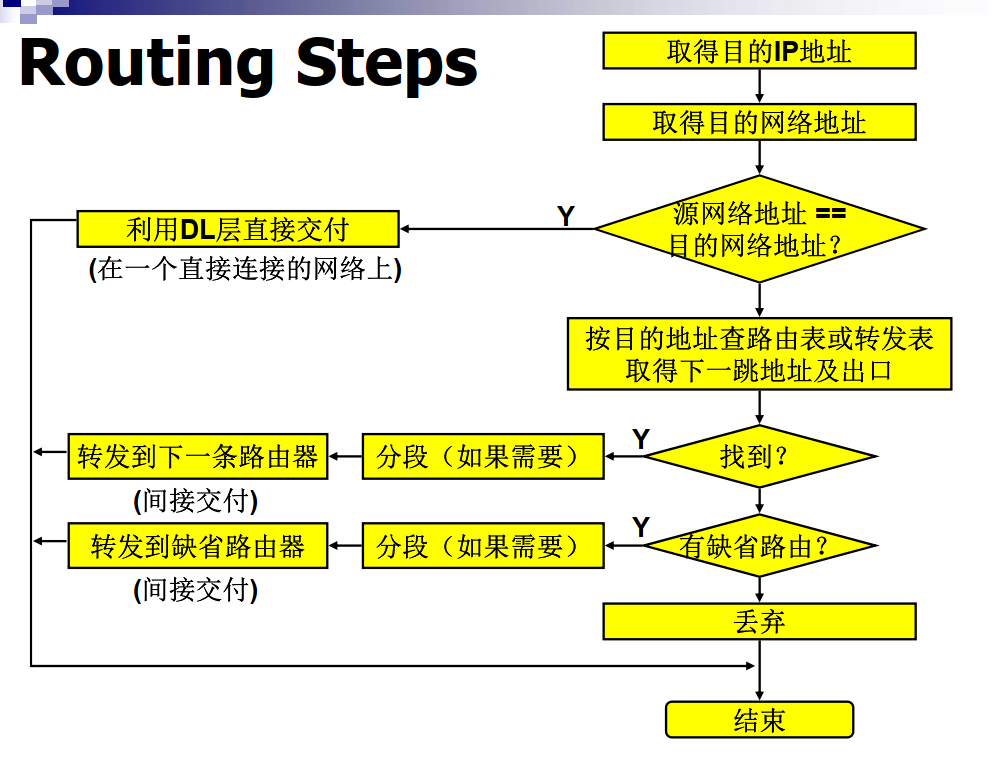 Routing Steps
取得目的IP地址
取得目的网络地址
源网络地址 ==
目的网络地址?
Y
利用DL层直接交付
(在一个直接连接的网络上)
按目的地址查路由表或转发表
取得下一跳地址及出口
找到?
Y
分段（如果需要）
转发到下一条路由器
(间接交付)
有缺省路由?
Y
分段（如果需要）
转发到缺省路由器
(间接交付)
丢弃
结束